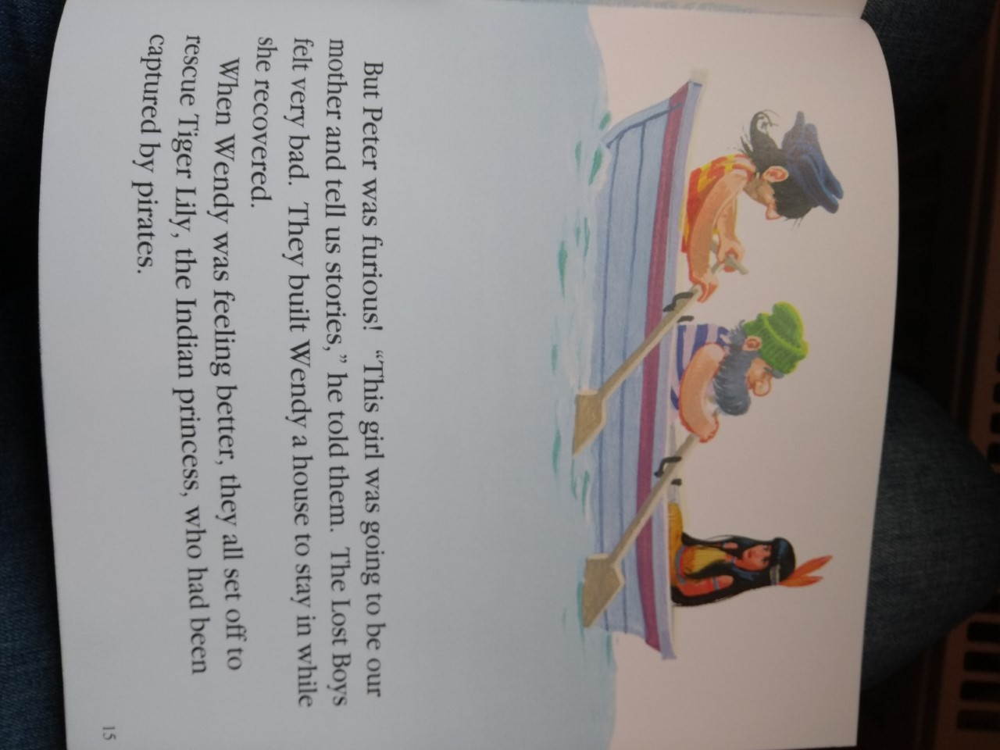 But Peter was furious! "This girl was going to be our
mother and tell us stories," he told them. The Lost Boys
felt very bad. They built Wendy a house to stay in while
she recovered.
When Wendy was feeling better, they all set off to
rescue Tiger Lily, the Indian princess, who had been
captured by pirates.
15